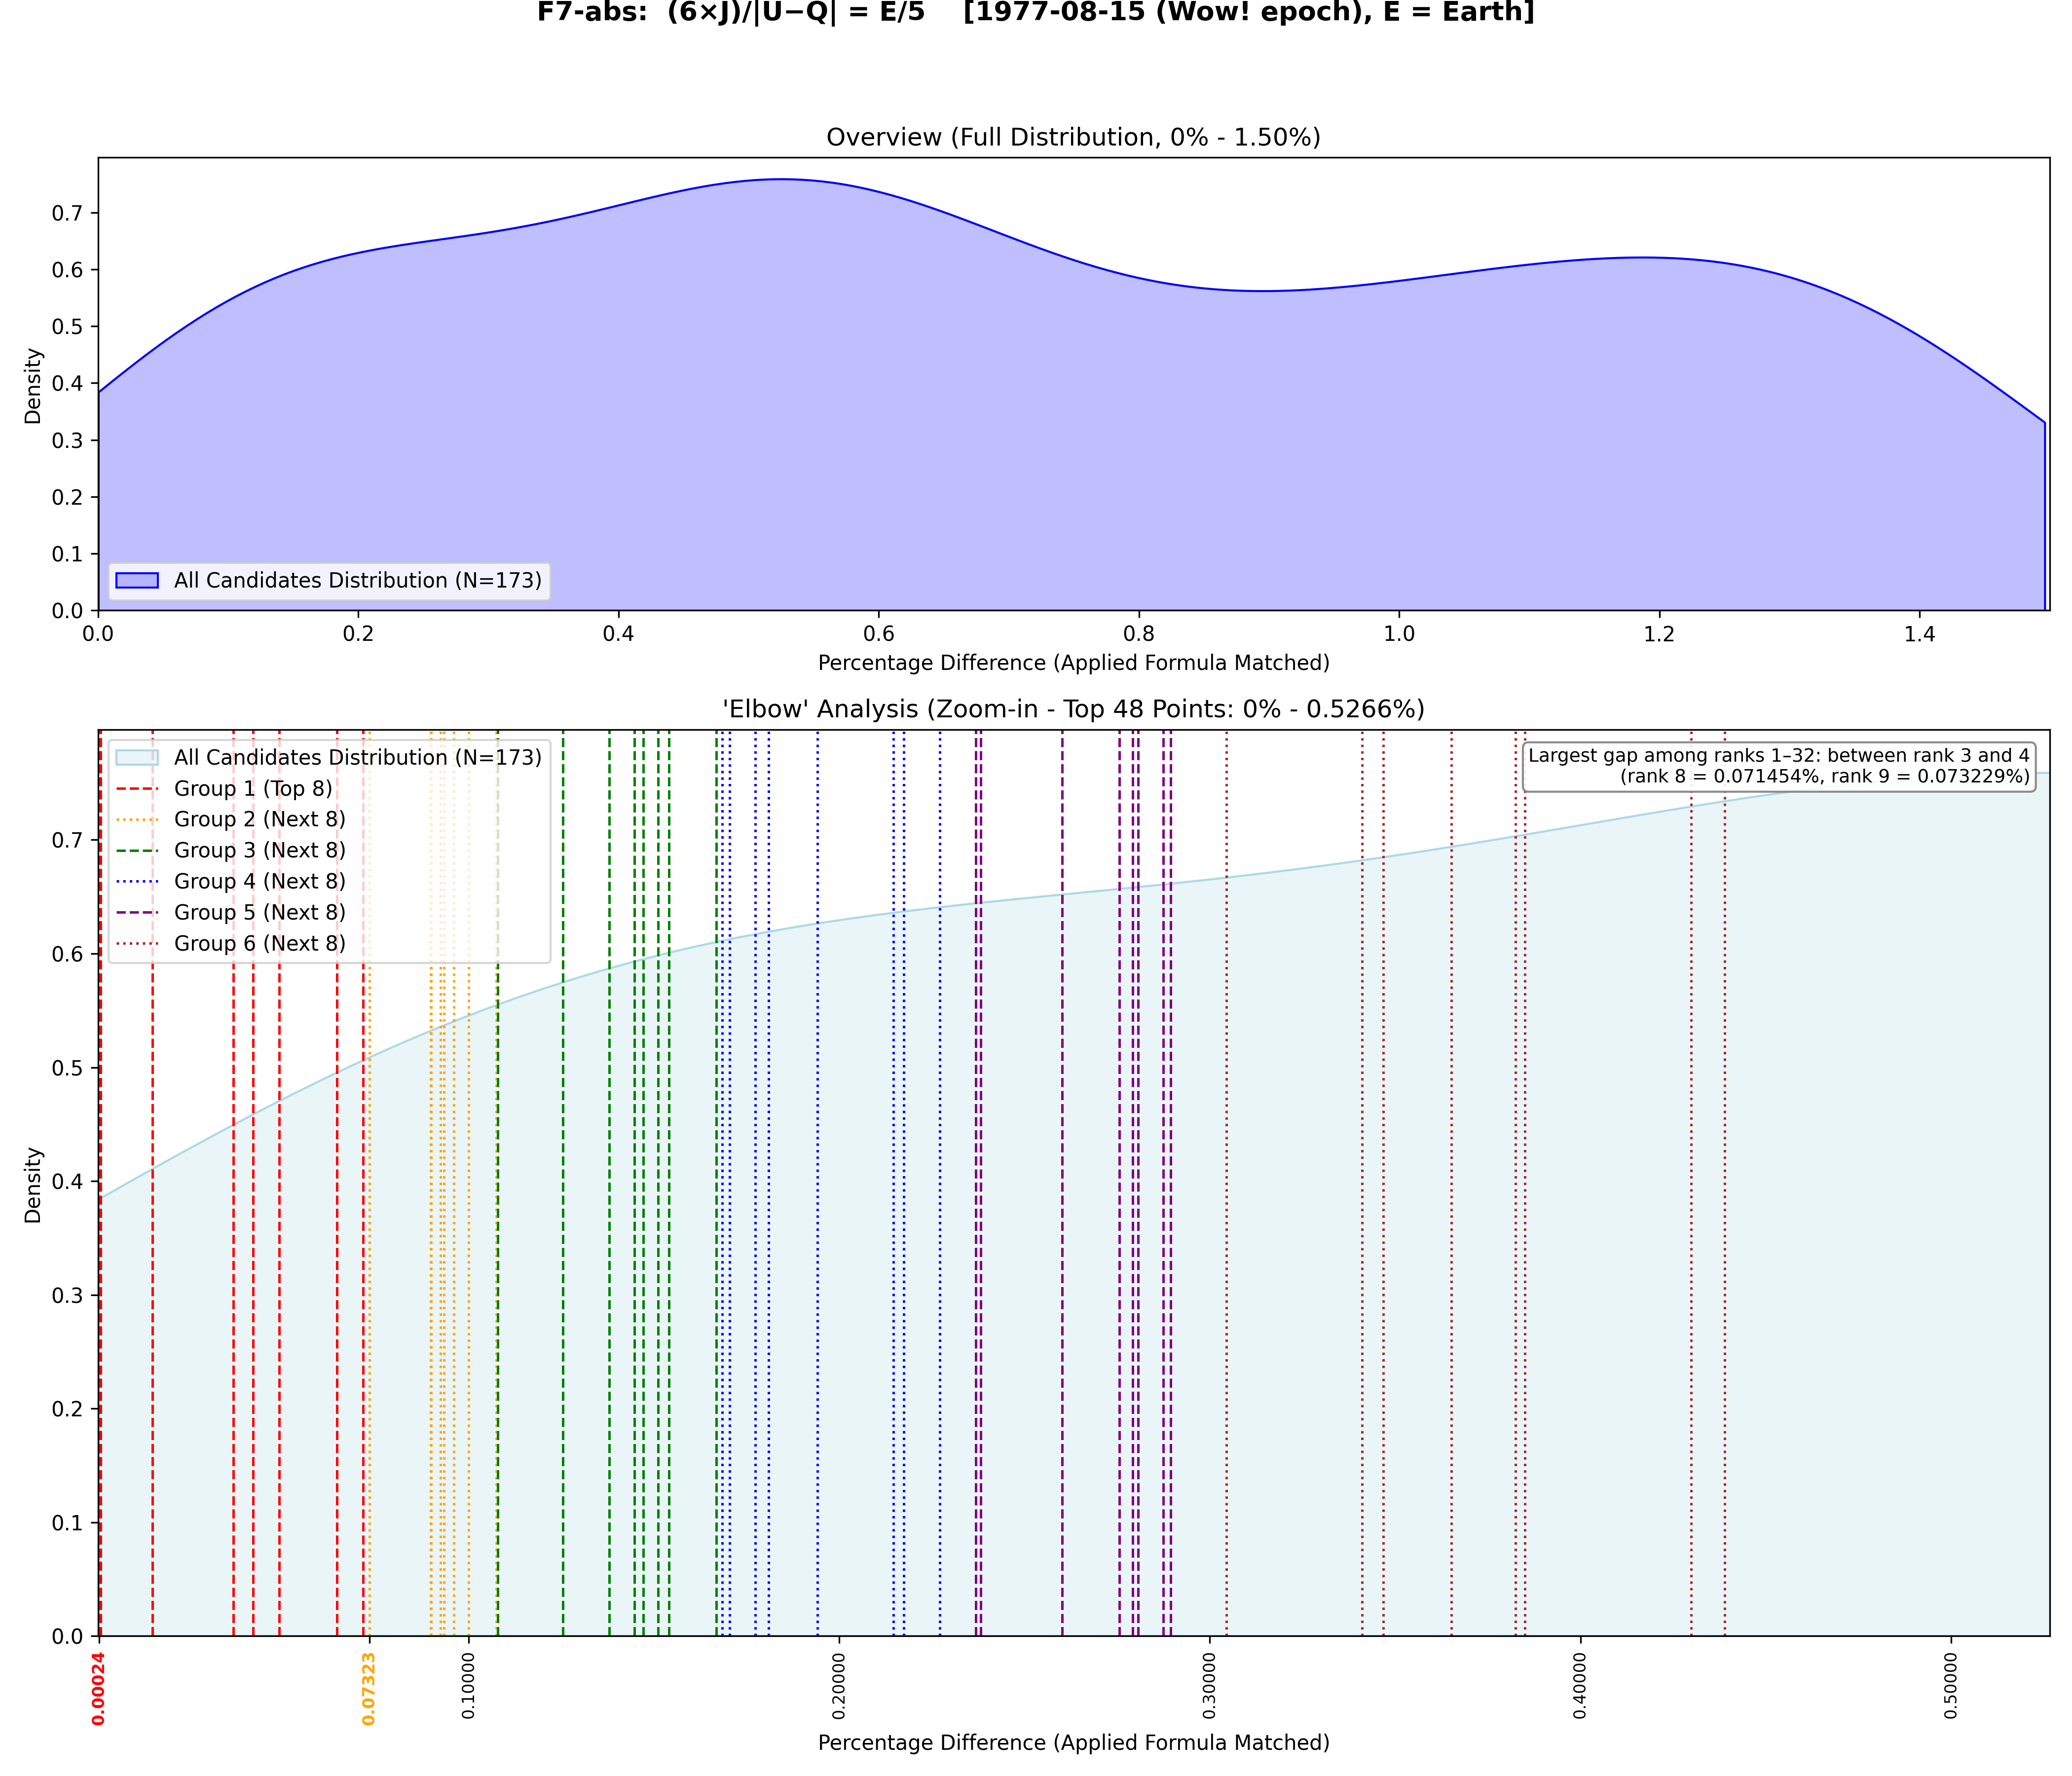 F7-abs:  (6×J)/|U−Q| = E/5    [1977-08-15 (Wow! epoch), E = Earth]
Overview (Full Distribution, 0% - 1.50%)
Density
0.7
0.6
0.5
0.4
0.3
0.2
0.1
0.0
All Candidates Distribution (N=173)
0.0 0.2 0.4 0.6 0.8 1.0 1.2 1.4
Percentage Difference (Applied Formula Matched)
'Elbow' Analysis (Zoom-in - Top 48 Points: 0% - 0.5266%)
All Candidates Distribution (N=173)
Group 1 (Top 8)
Group 2 (Next 8)
Group 3 (Next 8)
Group 4 (Next 8)
Group 5 (Next 8)
Group 6 (Next 8)
Largest gap among ranks 1–32: between rank 3 and 4
(rank 8 = 0.071454%, rank 9 = 0.073229%)
Density
0.7
0.6
0.5
0.4
0.3
0.2
0.1
0.0
0.00024 0.07323 0.10000 0.20000 0.30000 0.40000 0.50000
Percentage Difference (Applied Formula Matched)